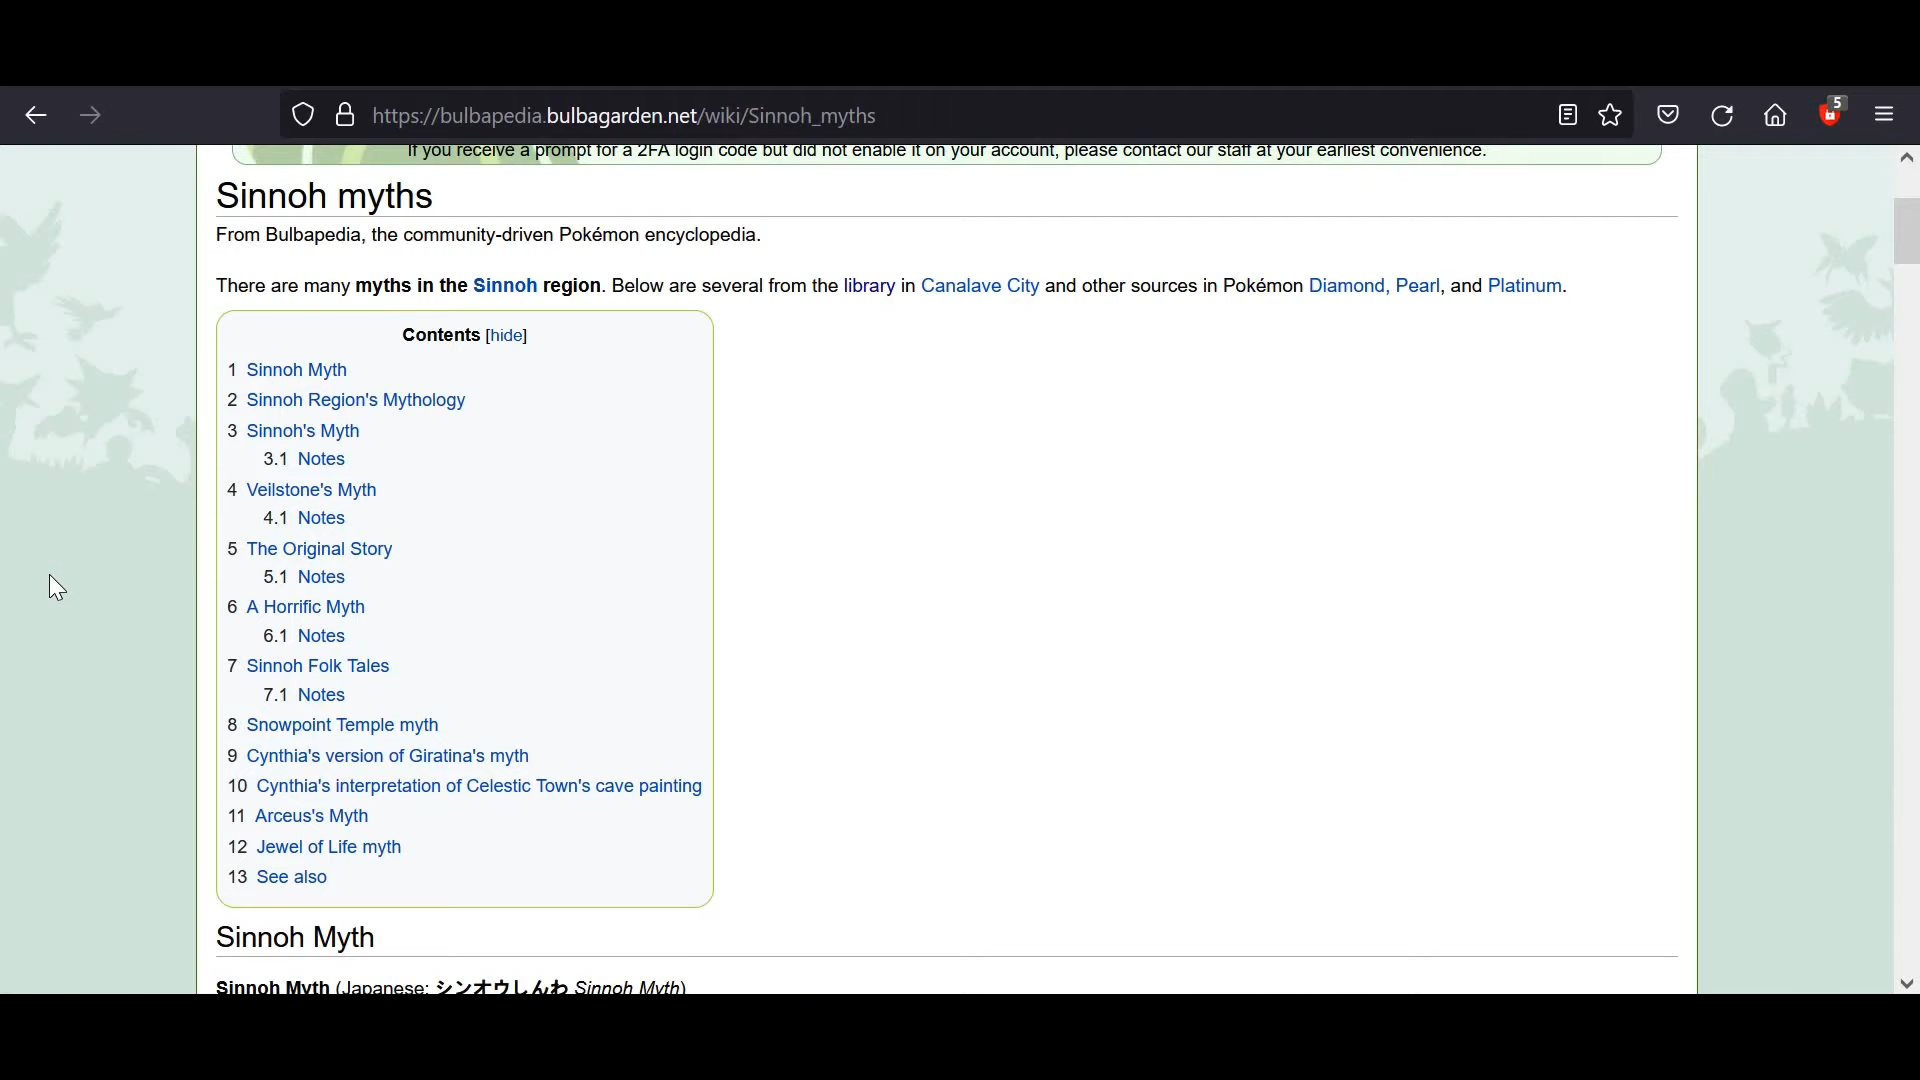 https://bulbapedia.bulbagarden.net/wiki/Sinnoh_myths
5
If you receive a prompt for a 2FA login code but did not enable it on your account, please contact our staff at your earliest convenience.
Sinnoh myths
From Bulbapedia, the community-driven Pokémon encyclopedia.
There are many myths in the Sinnoh region. Below are several from the library in Canalave City and other sources in Pokémon Diamond, Pearl, and Platinum.
Contents [hide]
1 Sinnoh Myth
2 Sinnoh Region's Mythology
3 Sinnoh's Myth
3.1 Notes
4 Veilstone's Myth
4.1 Notes
5 The Original Story
5.1 Notes
6 A Horrific Myth
6.1 Notes
7 Sinnoh Folk Tales
7.1 Notes
8 Snowpoint Temple myth
9 Cynthia's version of Giratina's myth
10 Cynthia's interpretation of Celestic Town's cave painting
11 Arceus's Myth
12 Jewel of Life myth
13 See also
Sinnoh Myth
Sinnoh Myth (Japanese: シンオウしんわ Sinnoh Myth)